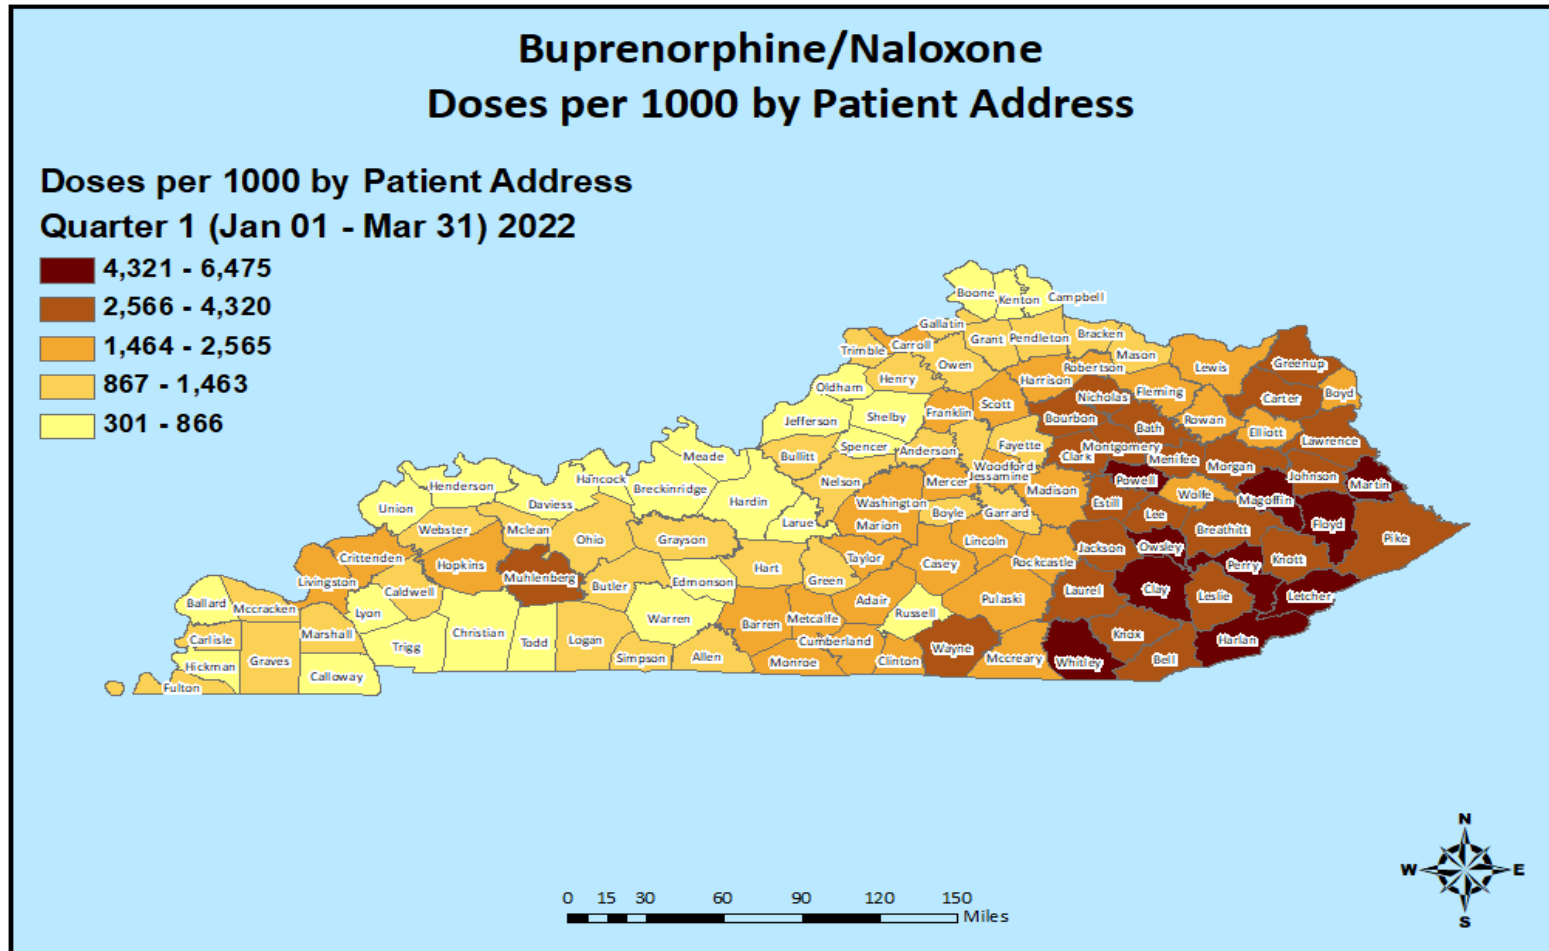 Buprenorphine/Naloxone
Doses per 1000 by Patient Address
Doses per 1000 by Patient Address
Quarter 1 (Jan 01 - Mar 31) 2022
4,321 - 6,475
2,566 - 4,320
1,464 - 2,565
867 - 1,463
301 - 866
Boone
Kenton
Campbell
Gallatin
Grant
Pendleton
Bracken
Trimble
Carroll
Owen
Mason
Robertson
Lewis
Greenup
Oldham
Henry
Harrison
Nicholas
Fleming
Carter
Boyd
Jefferson
Shelby
Franklin
Scott
Bourbon
Bath
Rowan
Elliott
Lawrence
Bullitt
Spencer
Anderson
Fayette
Clark
Montgomery
Menifee
Morgan
Johnson
Martin
Meade
Woodford
Jessamine
Powell
Wolfe
Magoffin
Henderson
Hancock
Breckinridge
Nelson
Mercer
Madison
Estill
Lee
Floyd
Union
Daviess
Hardin
Larue
Washington
Marion
Boyle
Garrard
Breathitt
Pike
Webster
Mclean
Ohio
Grayson
Lincoln
Jackson
Owsley
Perry
Knott
Crittenden
Hopkins
Muhlenberg
Butler
Edmonson
Hart
Green
Taylor
Casey
Rockcastle
Livingston
Caldwell
Laurel
Clay
Leslie
Letcher
Ballard
Mccracken
Lyon
Warren
Barren
Metcalfe
Adair
Russell
Pulaski
Carlisle
Marshall
Christian
Todd
Logan
Cumberland
Wayne
Knox
Harlan
Hickman
Graves
Trigg
Simpson
Allen
Monroe
Clinton
Mccreary
Whitley
Bell
Fulton
Calloway
N
W
E
S
0 15 30 60 90 120 150
Miles